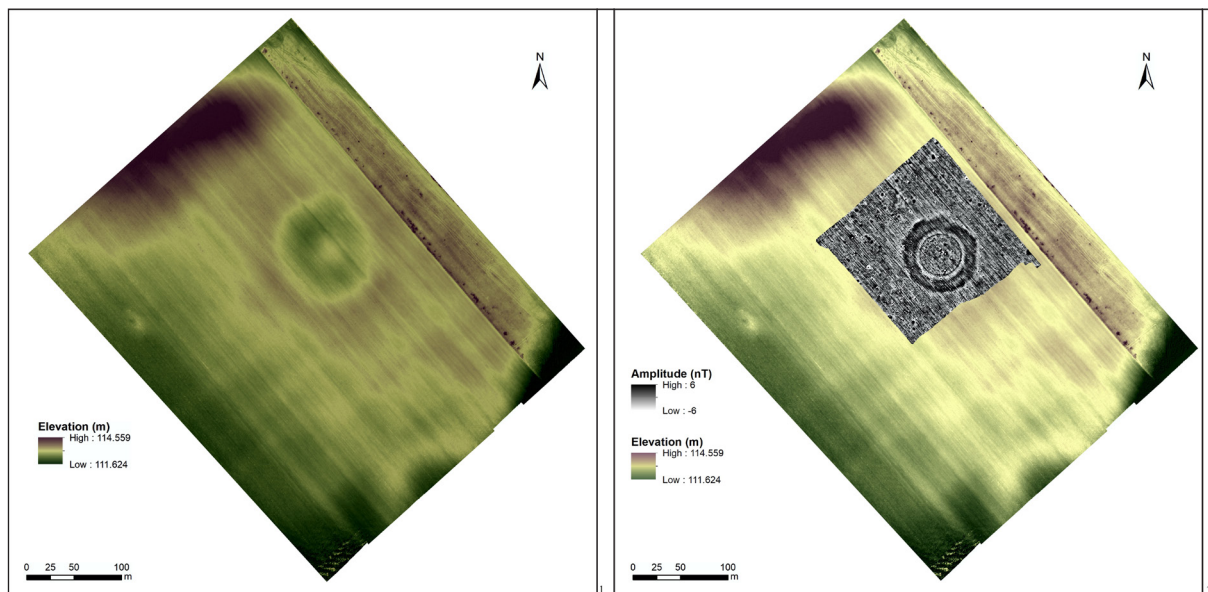 N
Elevation (m)
High : 114.559
Low : 111.624
0 25 50 100
m
1
N
Amplitude (nT)
High : 6
Low : -6
Elevation (m)
High : 114.559
Low : 111.624
0 25 50 100
m